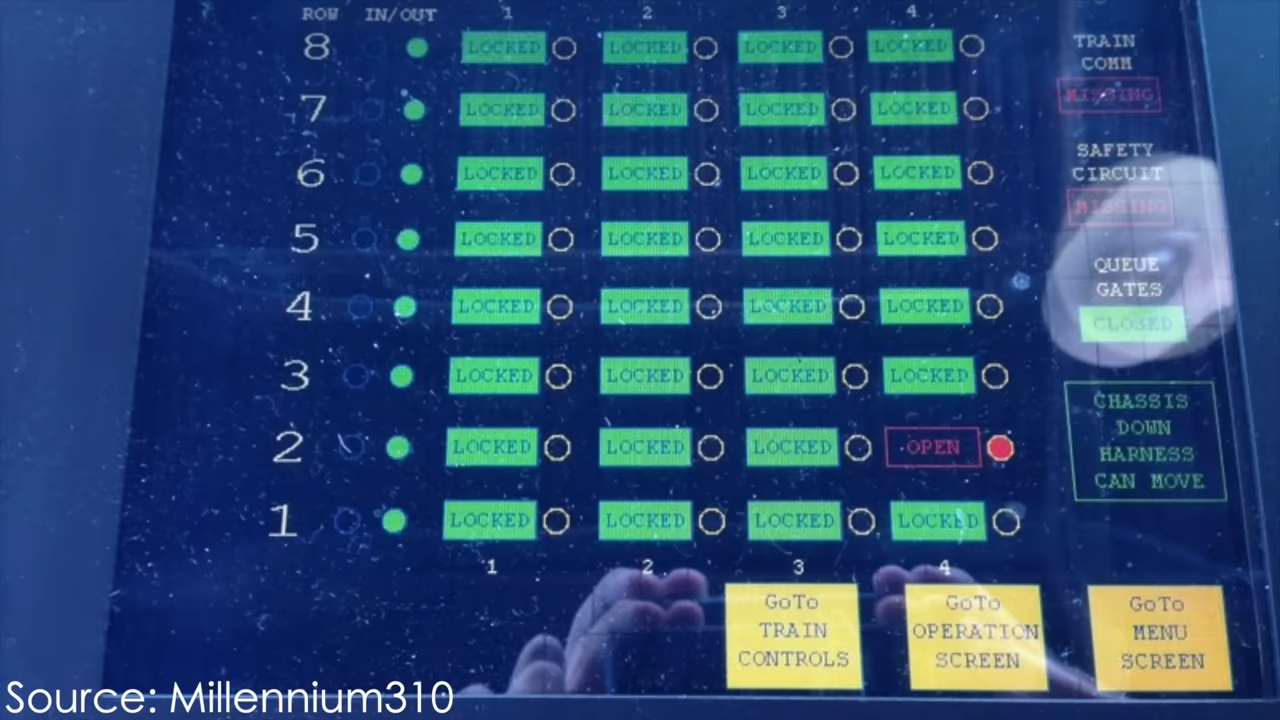 ROW IN/OUT 1 2 3 4
8 LOCKED LOCKED LOCKED LOCKED
7 LOCKED LOCKED LOCKED LOCKED
6 LOCKED LOCKED LOCKED LOCKED
5 LOCKED LOCKED LOCKED LOCKED
4 LOCKED LOCKED LOCKED LOCKED
3 LOCKED LOCKED LOCKED LOCKED
2 LOCKED LOCKED LOCKED OPEN
1 LOCKED LOCKED LOCKED LOCKED
1 2 3 4
TRAIN
COMM
MISSING
SAFETY
CIRCUIT
MISSING
QUEUE
GATES
CLOSED
CHASSIS
DOWN
HARNESS
CAN MOVE
GoTo
TRAIN
CONTROLS
GoTo
OPERATION
SCREEN
GoTo
MENU
SCREEN
Source: Millennium310